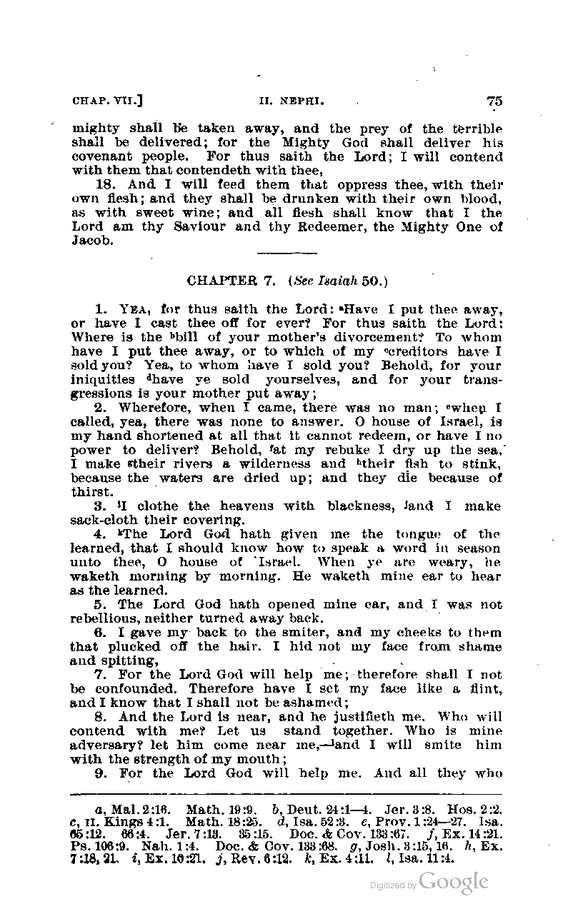 CHAP. VII.] II. NEPHI. 75
mighty shall be taken away, and the prey of the terrible
shall be delivered; for the Mighty God shall deliver his
covenant people. For thus saith the Lord; I will contend
with them that contendeth with thee,
18. And I will feed them that oppress thee, with their
own flesh; and they shall be drunken with their own blood,
as with sweet wine; and all flesh shall know that I the
Lord am thy Saviour and thy Redeemer, the Mighty One of
Jacob.
CHAPTER 7. (See Isaiah 50.)
1. YEA, for thus saith the Lord: aHave I put thee away,
or have I cast thee off for ever? For thus saith the Lord:
Where is the bbill of your mother's divorcement? To whom
have I put thee away, or to which of my ccreditors have I
sold you? Yea, to whom have I sold you? Behold, for your
iniquities dhave ye sold yourselves, and for your trans-
gressions is your mother put away;
2. Wherefore, when I came, there was no man; ewhen I
called, yea, there was none to answer. O house of Israel, is
my hand shortened at all that it cannot redeem, or have I no
power to deliver? Behold, fat my rebuke I dry up the sea,
I make gtheir rivers a wilderness and htheir fish to stink,
because the waters are dried up; and they die because of
thirst.
3. iI clothe the heavens with blackness, jand I make
sack-cloth their covering.
4. kThe Lord God hath given me the tongue of the
learned, that I should know how to speak a word in season
unto thee, O house of Israel. When ye are weary, he
waketh morning by morning. He waketh mine ear to hear
as the learned.
5. The Lord God hath opened mine ear, and I was not
rebellious, neither turned away back.
6. I gave my back to the smiter, and my cheeks to them
that plucked off the hair. I hid not my face from shame
and spitting,
7. For the Lord God will help me; therefore shall I not
be confounded. Therefore have I set my face like a flint,
and I know that I shall not be ashamed;
8. And the Lord is near, and he justifieth me. Who will
contend with me? Let us stand together. Who is mine
adversary? let him come near me,—land I will smite him
with the strength of my mouth;
9. For the Lord God will help me. And all they who
a, Mal. 2:16. Math. 19:9. b, Deut. 24:1—4. Jer. 3:8. Hos. 2:2.
c, II. Kings 4:1. Math. 18:25. d, Isa. 52:3. e, Prov. 1:24—27. Isa.
65:12. 66:4. Jer. 7:13. 35:15. Doc. & Cov. 133:67. f, Ex. 14:21.
Ps. 106:9. Nah. 1:4. Doc. & Cov. 133:68. g, Josh. 3:15, 16. h, Ex.
7:18, 21. i, Ex. 10:21. j, Rev. 6:12. k, Ex. 4:11. l, Isa. 11:4.
Digitized by Google